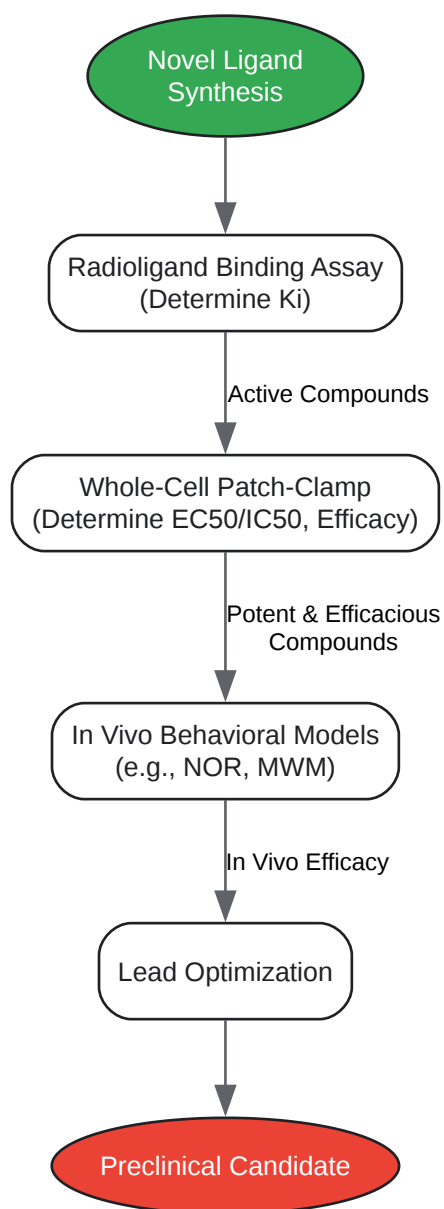 Novel Ligand
Synthesis
Radioligand Binding Assay
(Determine Ki)
Active Compounds
Whole-Cell Patch-Clamp
(Determine EC50/IC50, Efficacy)
Potent & Efficacious
Compounds
In Vivo Behavioral Models
(e.g., NOR, MWM)
In Vivo Efficacy
Lead Optimization
Preclinical Candidate